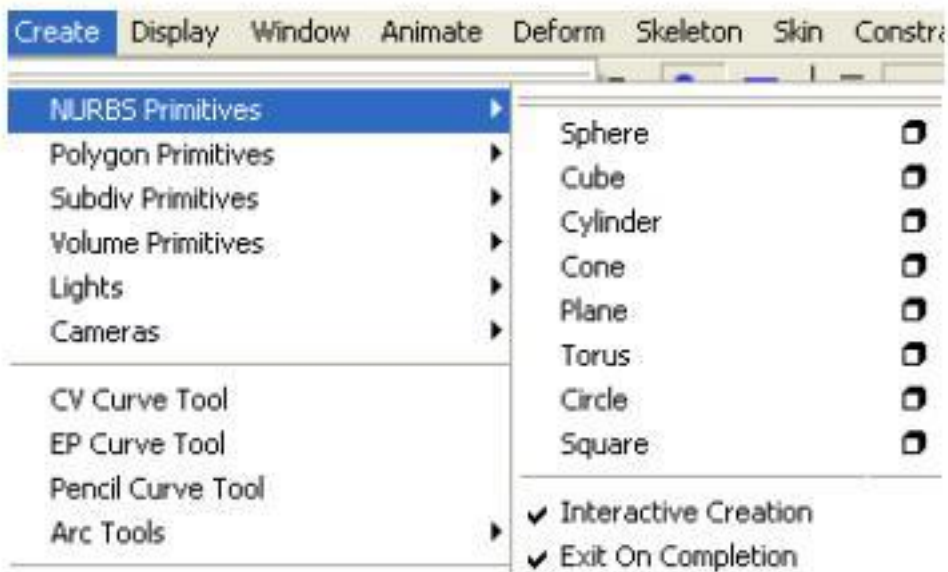 Create Display Window Animate Deform Skeleton Skin
NURBS Primitives
Polygon Primitives
Subdiv Primitives
Volume Primitives
Lights
Cameras
CV Curve Tool
EP Curve Tool
Pencil Curve Tool
Arc Tools
Sphere
Cube
Cylinder
Cone
Plane
Torus
Circle
Square
Interactive Creation
Exit On Completion